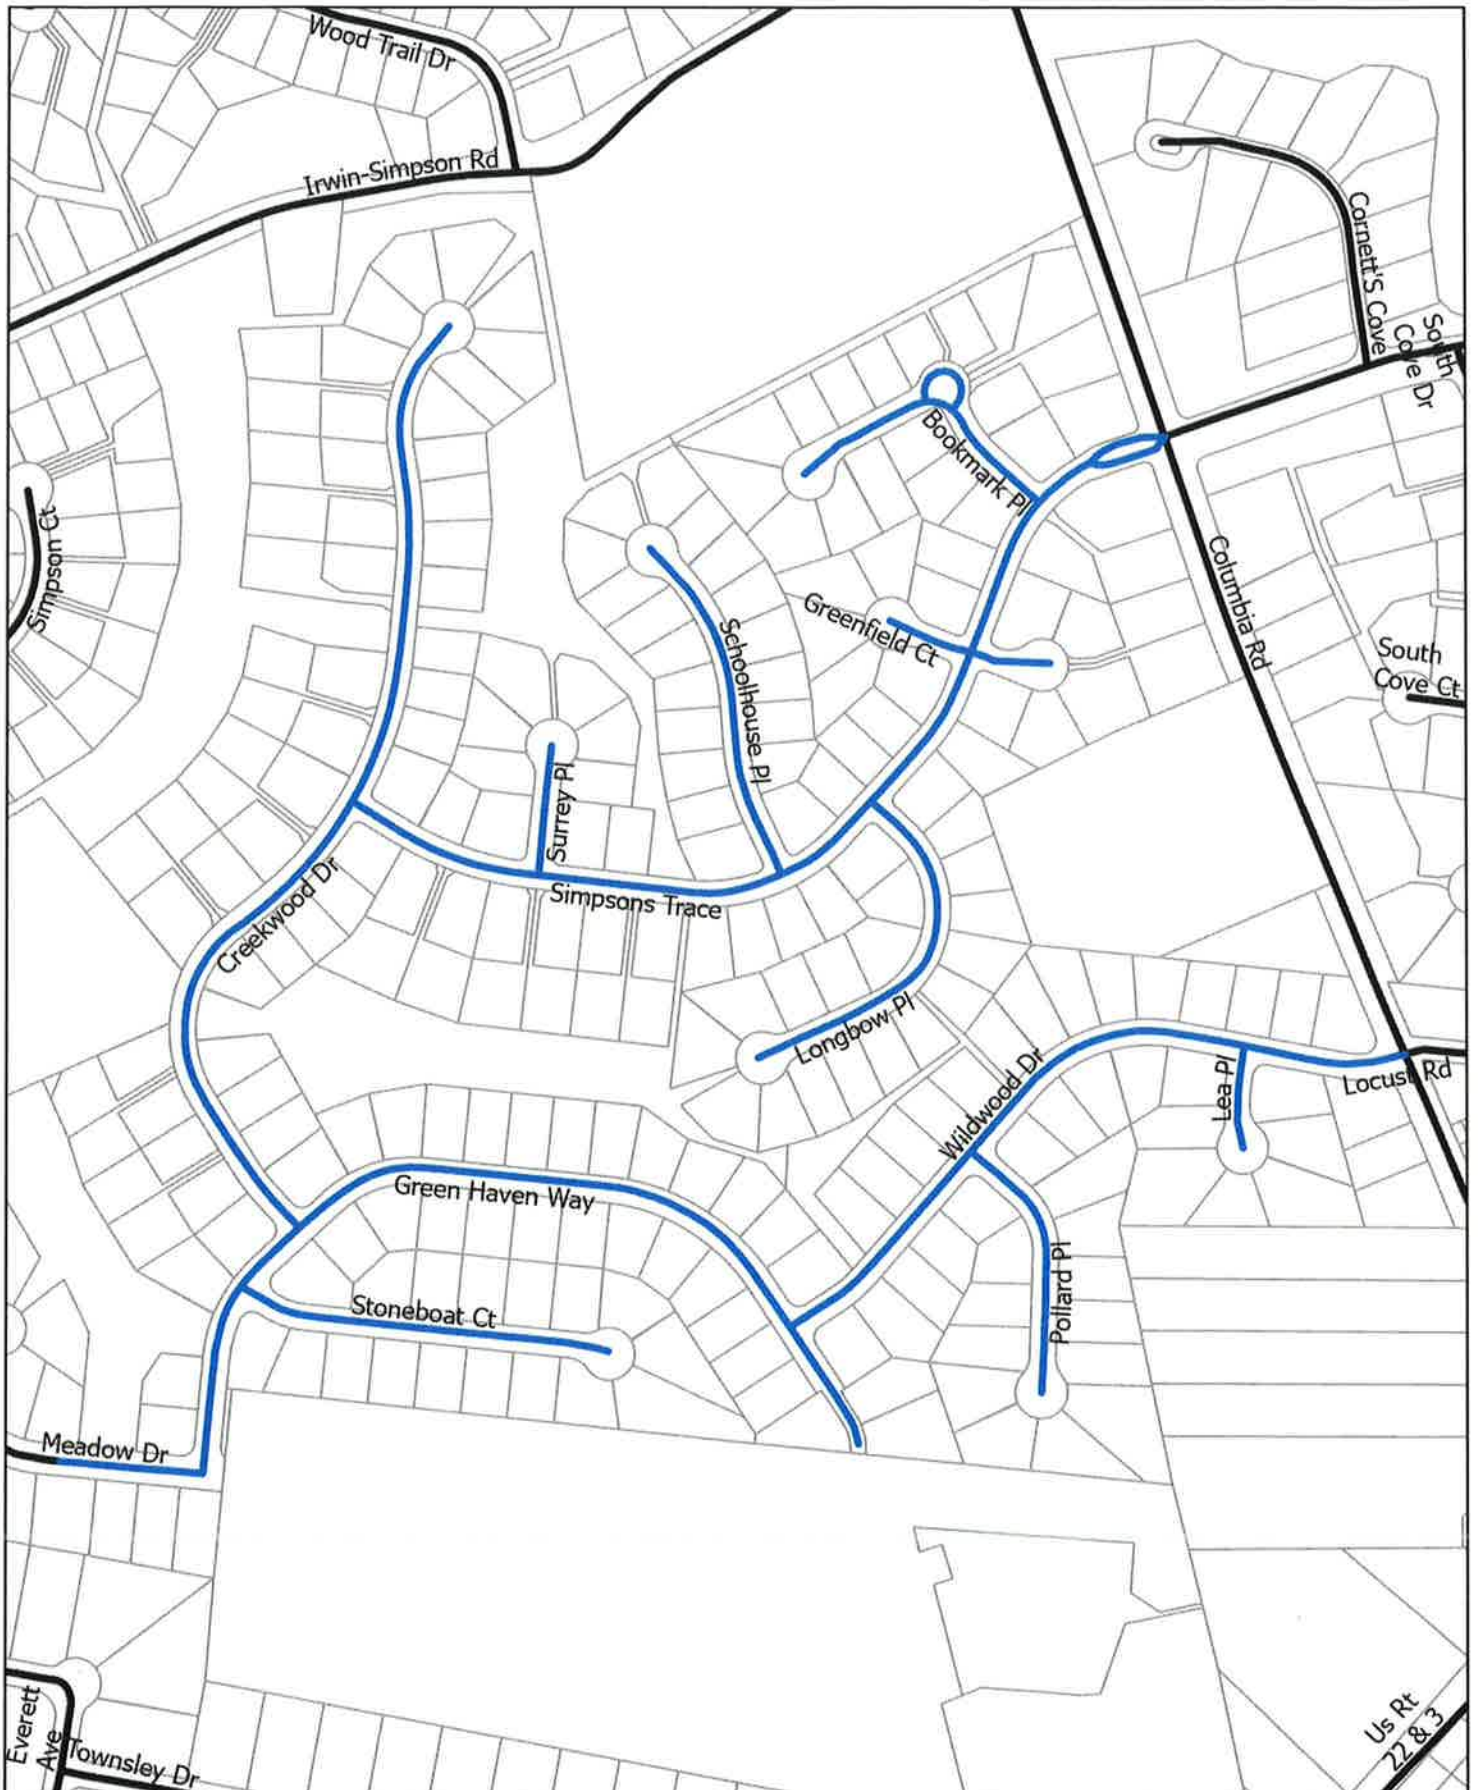 Wood Trail Dr
Irwin-Simpson Rd
Cornett'S Cove
South
Cove Dr
Bookmark Pl
Simpson Ct
Columbia Rd
Greenfield Ct
Schoolhouse Pl
South
Cove Ct
Surrey Pl
Creekwood Dr
Simpsons Trace
Longbow Pl
Wildwood Dr
Lea Pl
Locust Rd
Green Haven Way
Pollard Pl
Stoneboat Ct
Meadow Dr
Everett
Ave
Townsley Dr
Us Rt
22 & 3